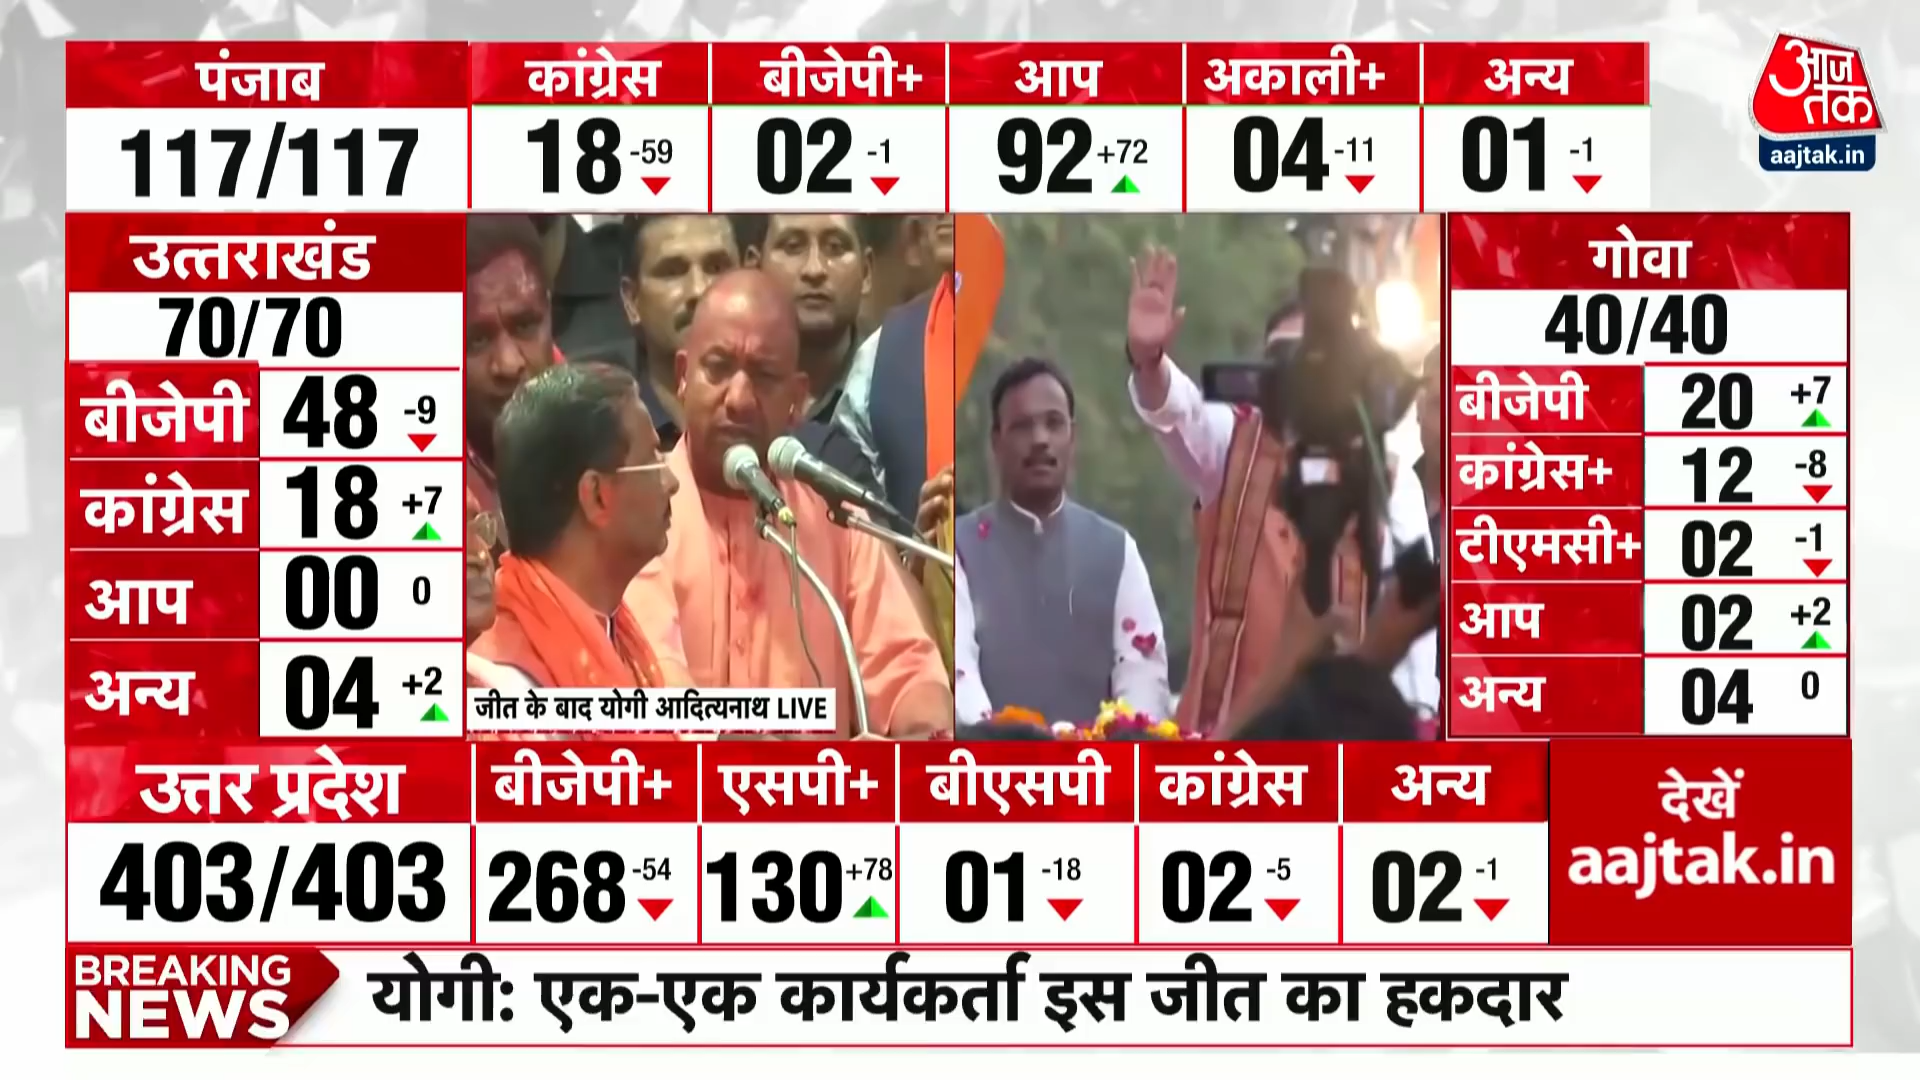 पंजाब कांग्रेस बीजेपी+ आप अकाली+ अन्य
117/117 18 -59 02 -1 92 +72 04 -11 01 -1
आज
तक
aajtak.in
उत्तराखंड
70/70
बीजेपी 48 -9
कांग्रेस 18 +7
आप 00 0
अन्य 04 +2
जीत के बाद योगी आदित्यनाथ LIVE
गोवा
40/40
बीजेपी 20 +7
कांग्रेस+ 12 -8
टीएमसी+ 02 -1
आप 02 +2
अन्य 04 0
उत्तर प्रदेश बीजेपी+ एसपी+ बीएसपी कांग्रेस अन्य
403/403 268 -54 130 +78 01 -18 02 -5 02 -1
देखें
aajtak.in
BREAKING
NEWS
योगी: एक-एक कार्यकर्ता इस जीत का हकदार